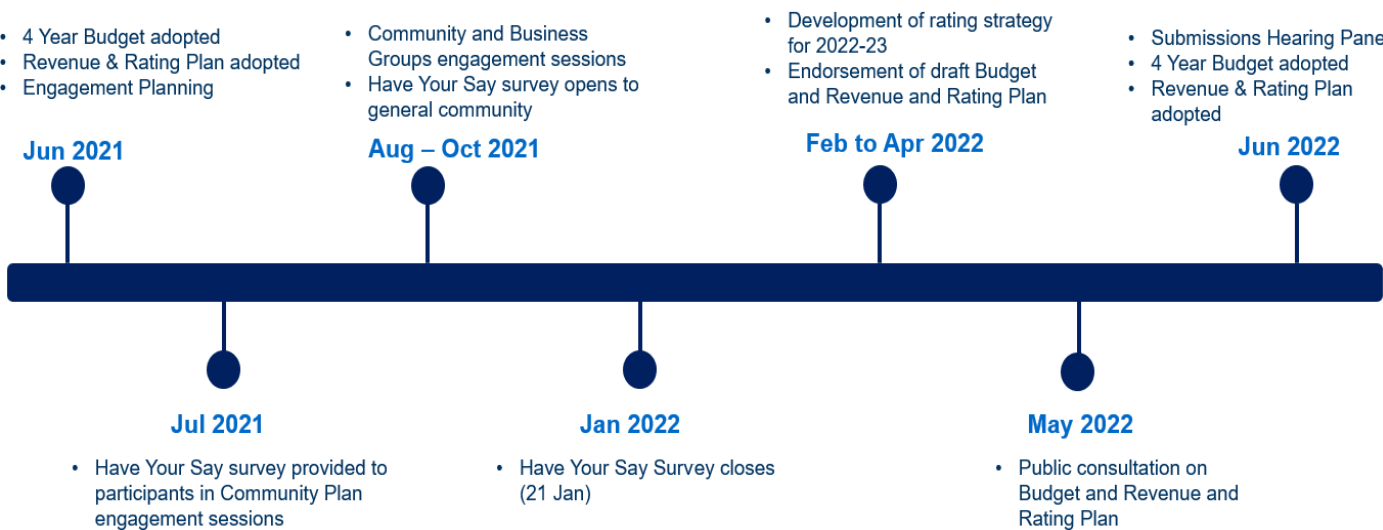 • 4 Year Budget adopted
• Revenue & Rating Plan adopted
• Engagement Planning
Jun 2021
• Community and Business
Groups engagement sessions
• Have Your Say survey opens to
general community
Aug – Oct 2021
• Development of rating strategy
for 2022-23
• Endorsement of draft Budget
and Revenue and Rating Plan
Feb to Apr 2022
• Submissions Hearing Pane
• 4 Year Budget adopted
• Revenue & Rating Plan
adopted
Jun 2022
Jul 2021
• Have Your Say survey provided to
participants in Community Plan
engagement sessions
Jan 2022
• Have Your Say Survey closes
(21 Jan)
May 2022
• Public consultation on
Budget and Revenue and
Rating Plan